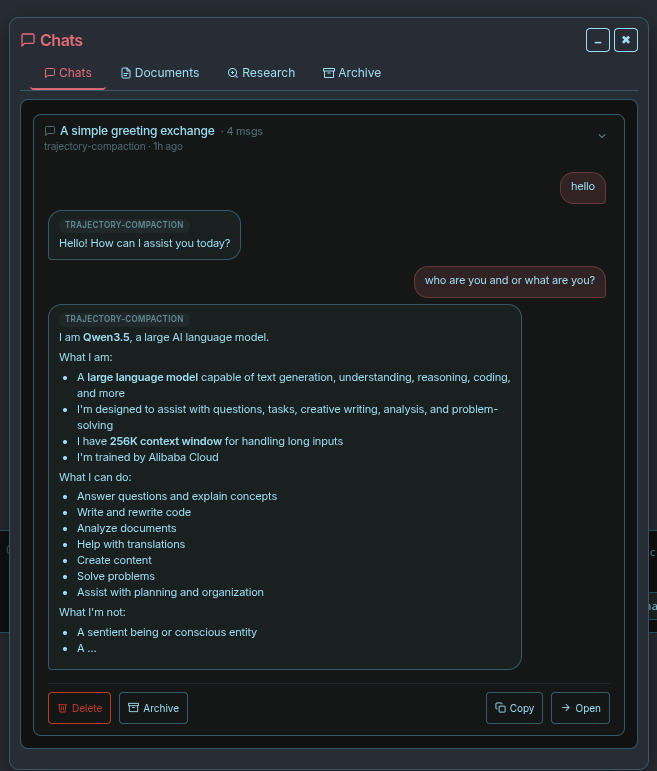 Chats
Chats
Documents
Research
Archive
A simple greeting exchange · 4 msgs
trajectory-compaction · 1h ago
hello
TRAJECTORY-COMPACTION
Hello! How can I assist you today?
who are you and or what are you?
TRAJECTORY-COMPACTION
I am Qwen3.5, a large AI language model.
What I am:
• A large language model capable of text generation, understanding, reasoning, coding,
and more
• I'm designed to assist with questions, tasks, creative writing, analysis, and problem-
solving
• I have 256K context window for handling long inputs
• I'm trained by Alibaba Cloud
What I can do:
• Answer questions and explain concepts
• Write and rewrite code
• Analyze documents
• Help with translations
• Create content
• Solve problems
• Assist with planning and organization
What I'm not:
• A sentient being or conscious entity
• A ...
Delete
Archive
Copy
Open